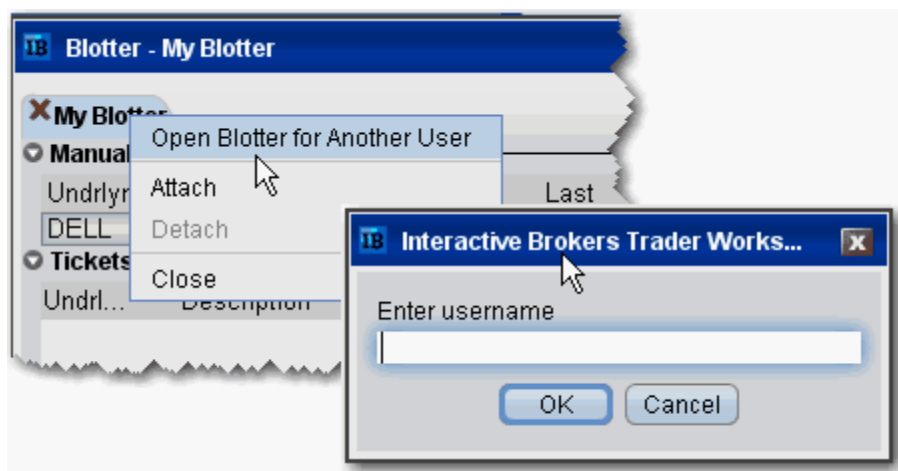 IB Blotter - My Blotter
My Blotter
Open Blotter for Another User
Manual
Undrlyn
Attach
Last
DELL
Detach
Tickets
Close
Undrl... Description
IB Interactive Brokers Trader Works...
Enter username
OK Cancel